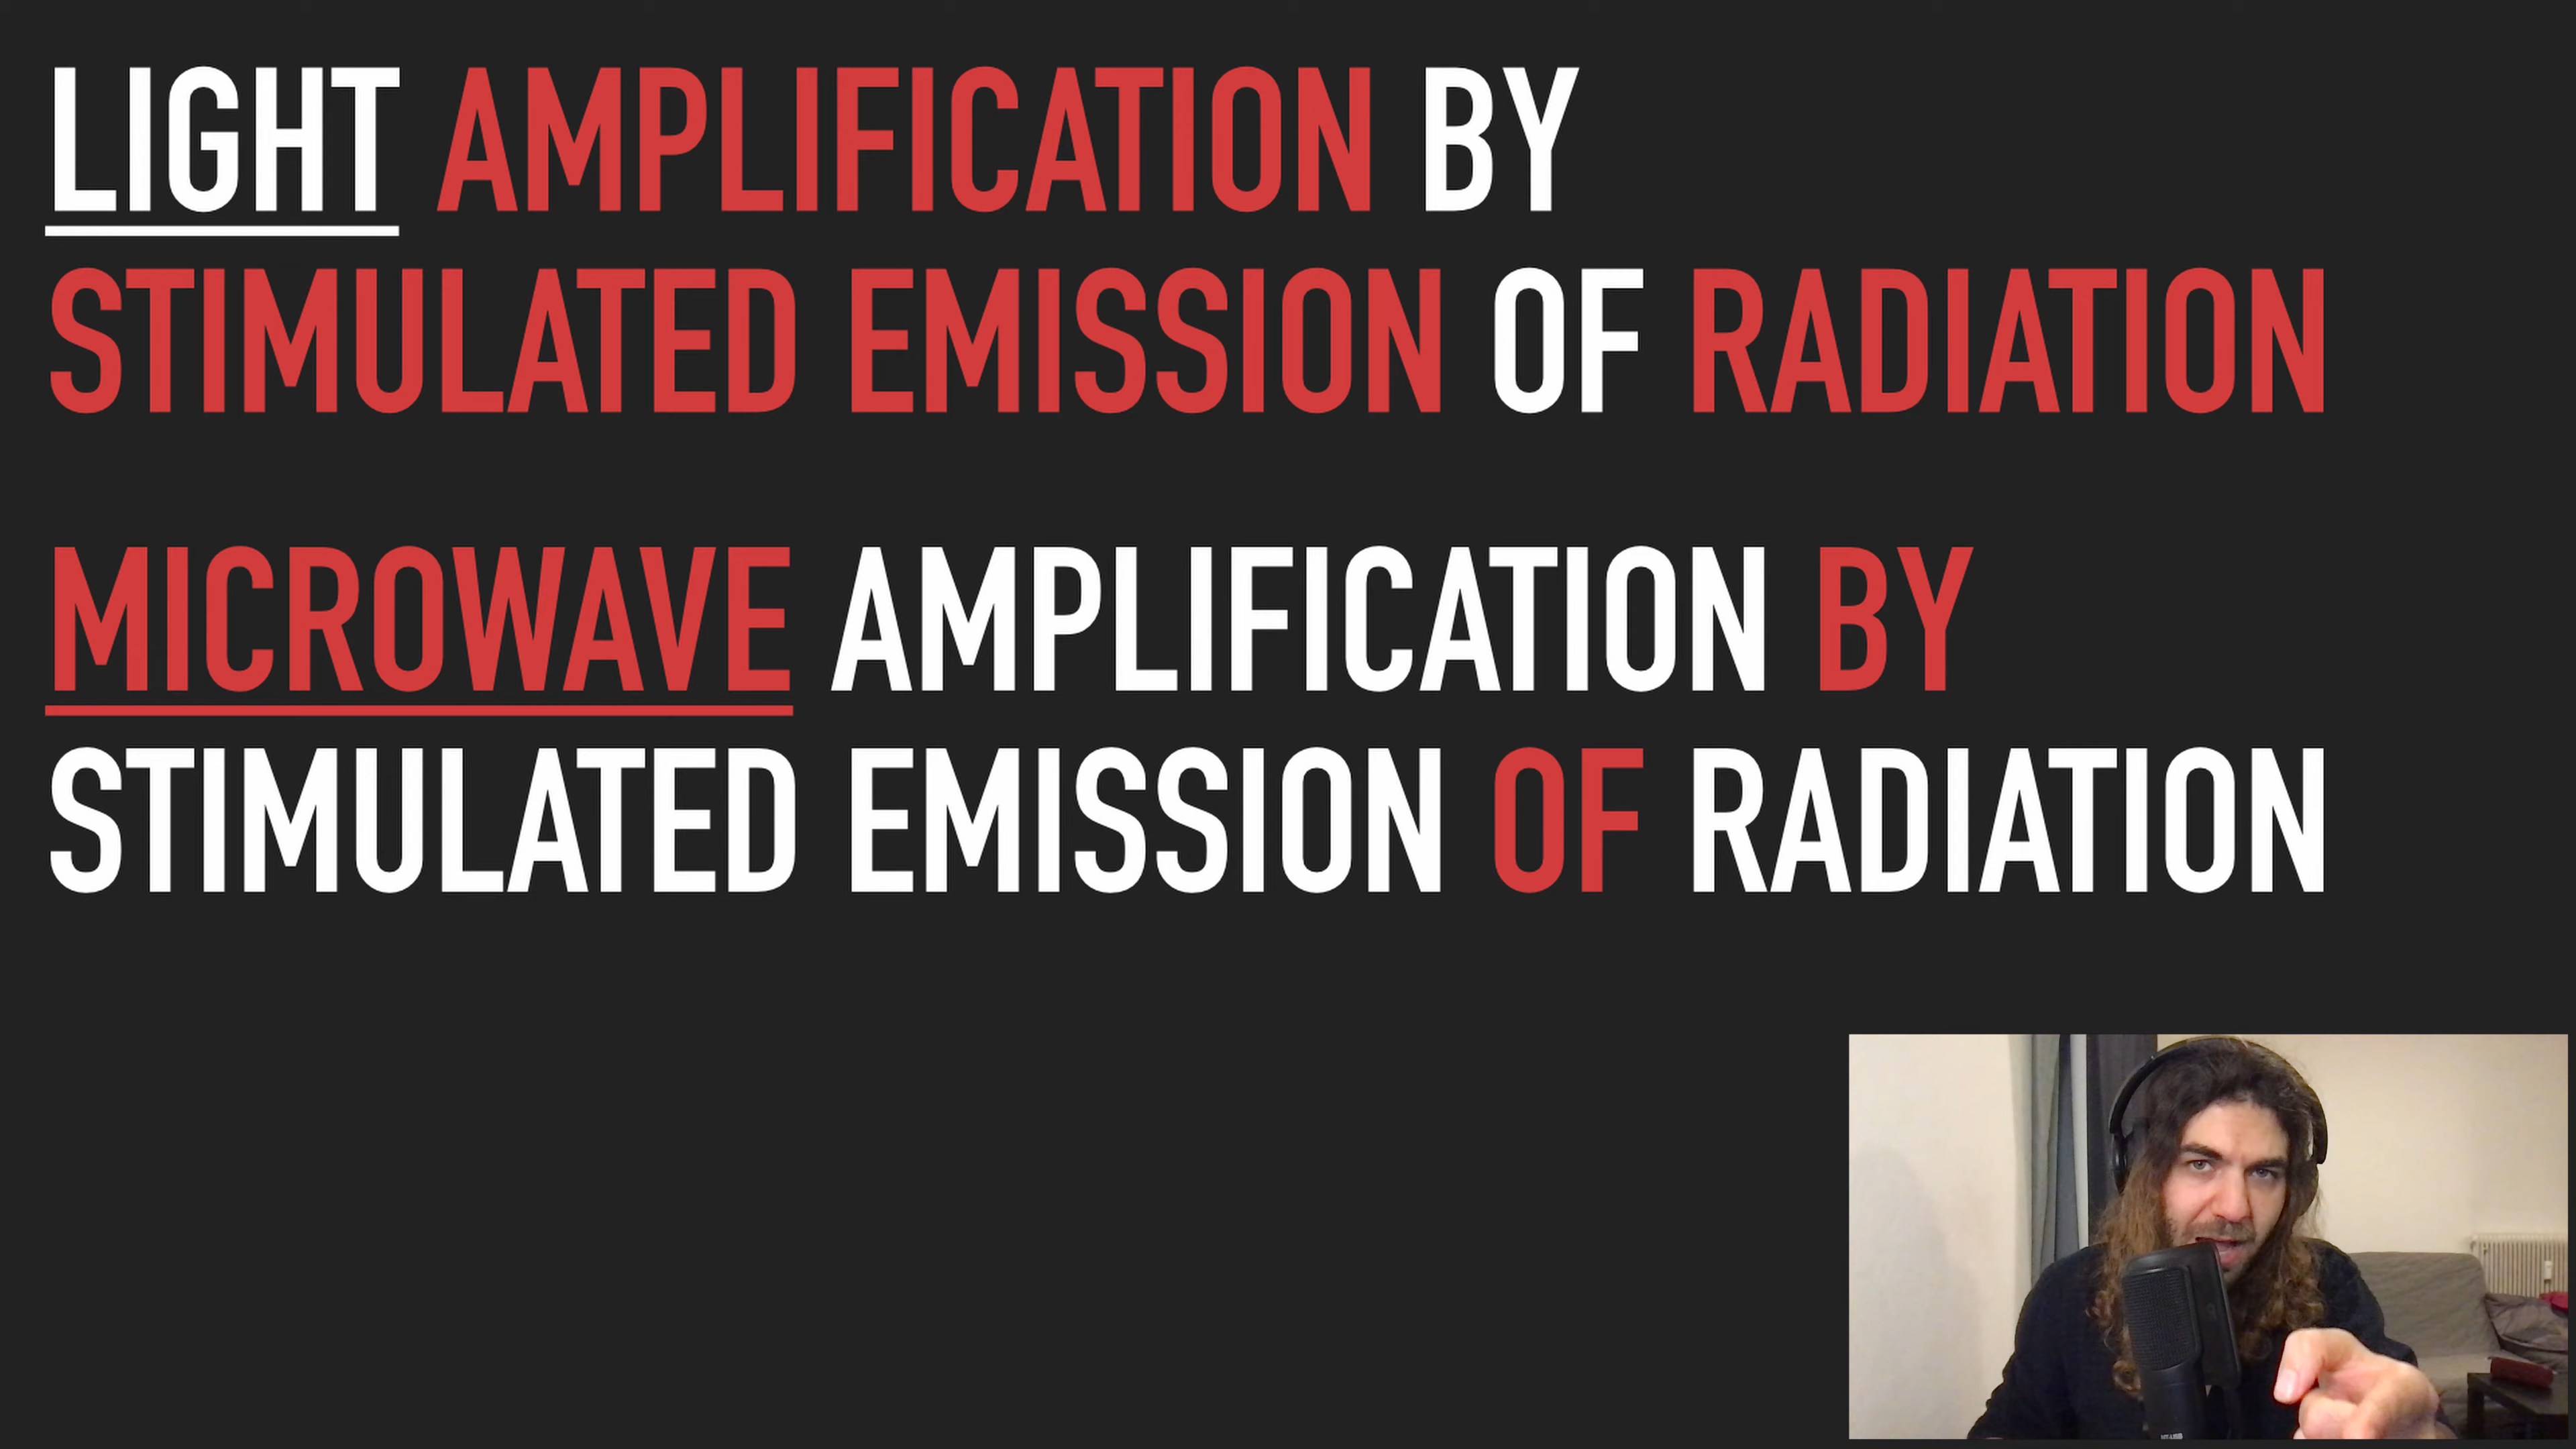 LIGHT AMPLIFICATION BY
STIMULATED EMISSION OF RADIATION
MICROWAVE AMPLIFICATION BY
STIMULATED EMISSION OF RADIATION